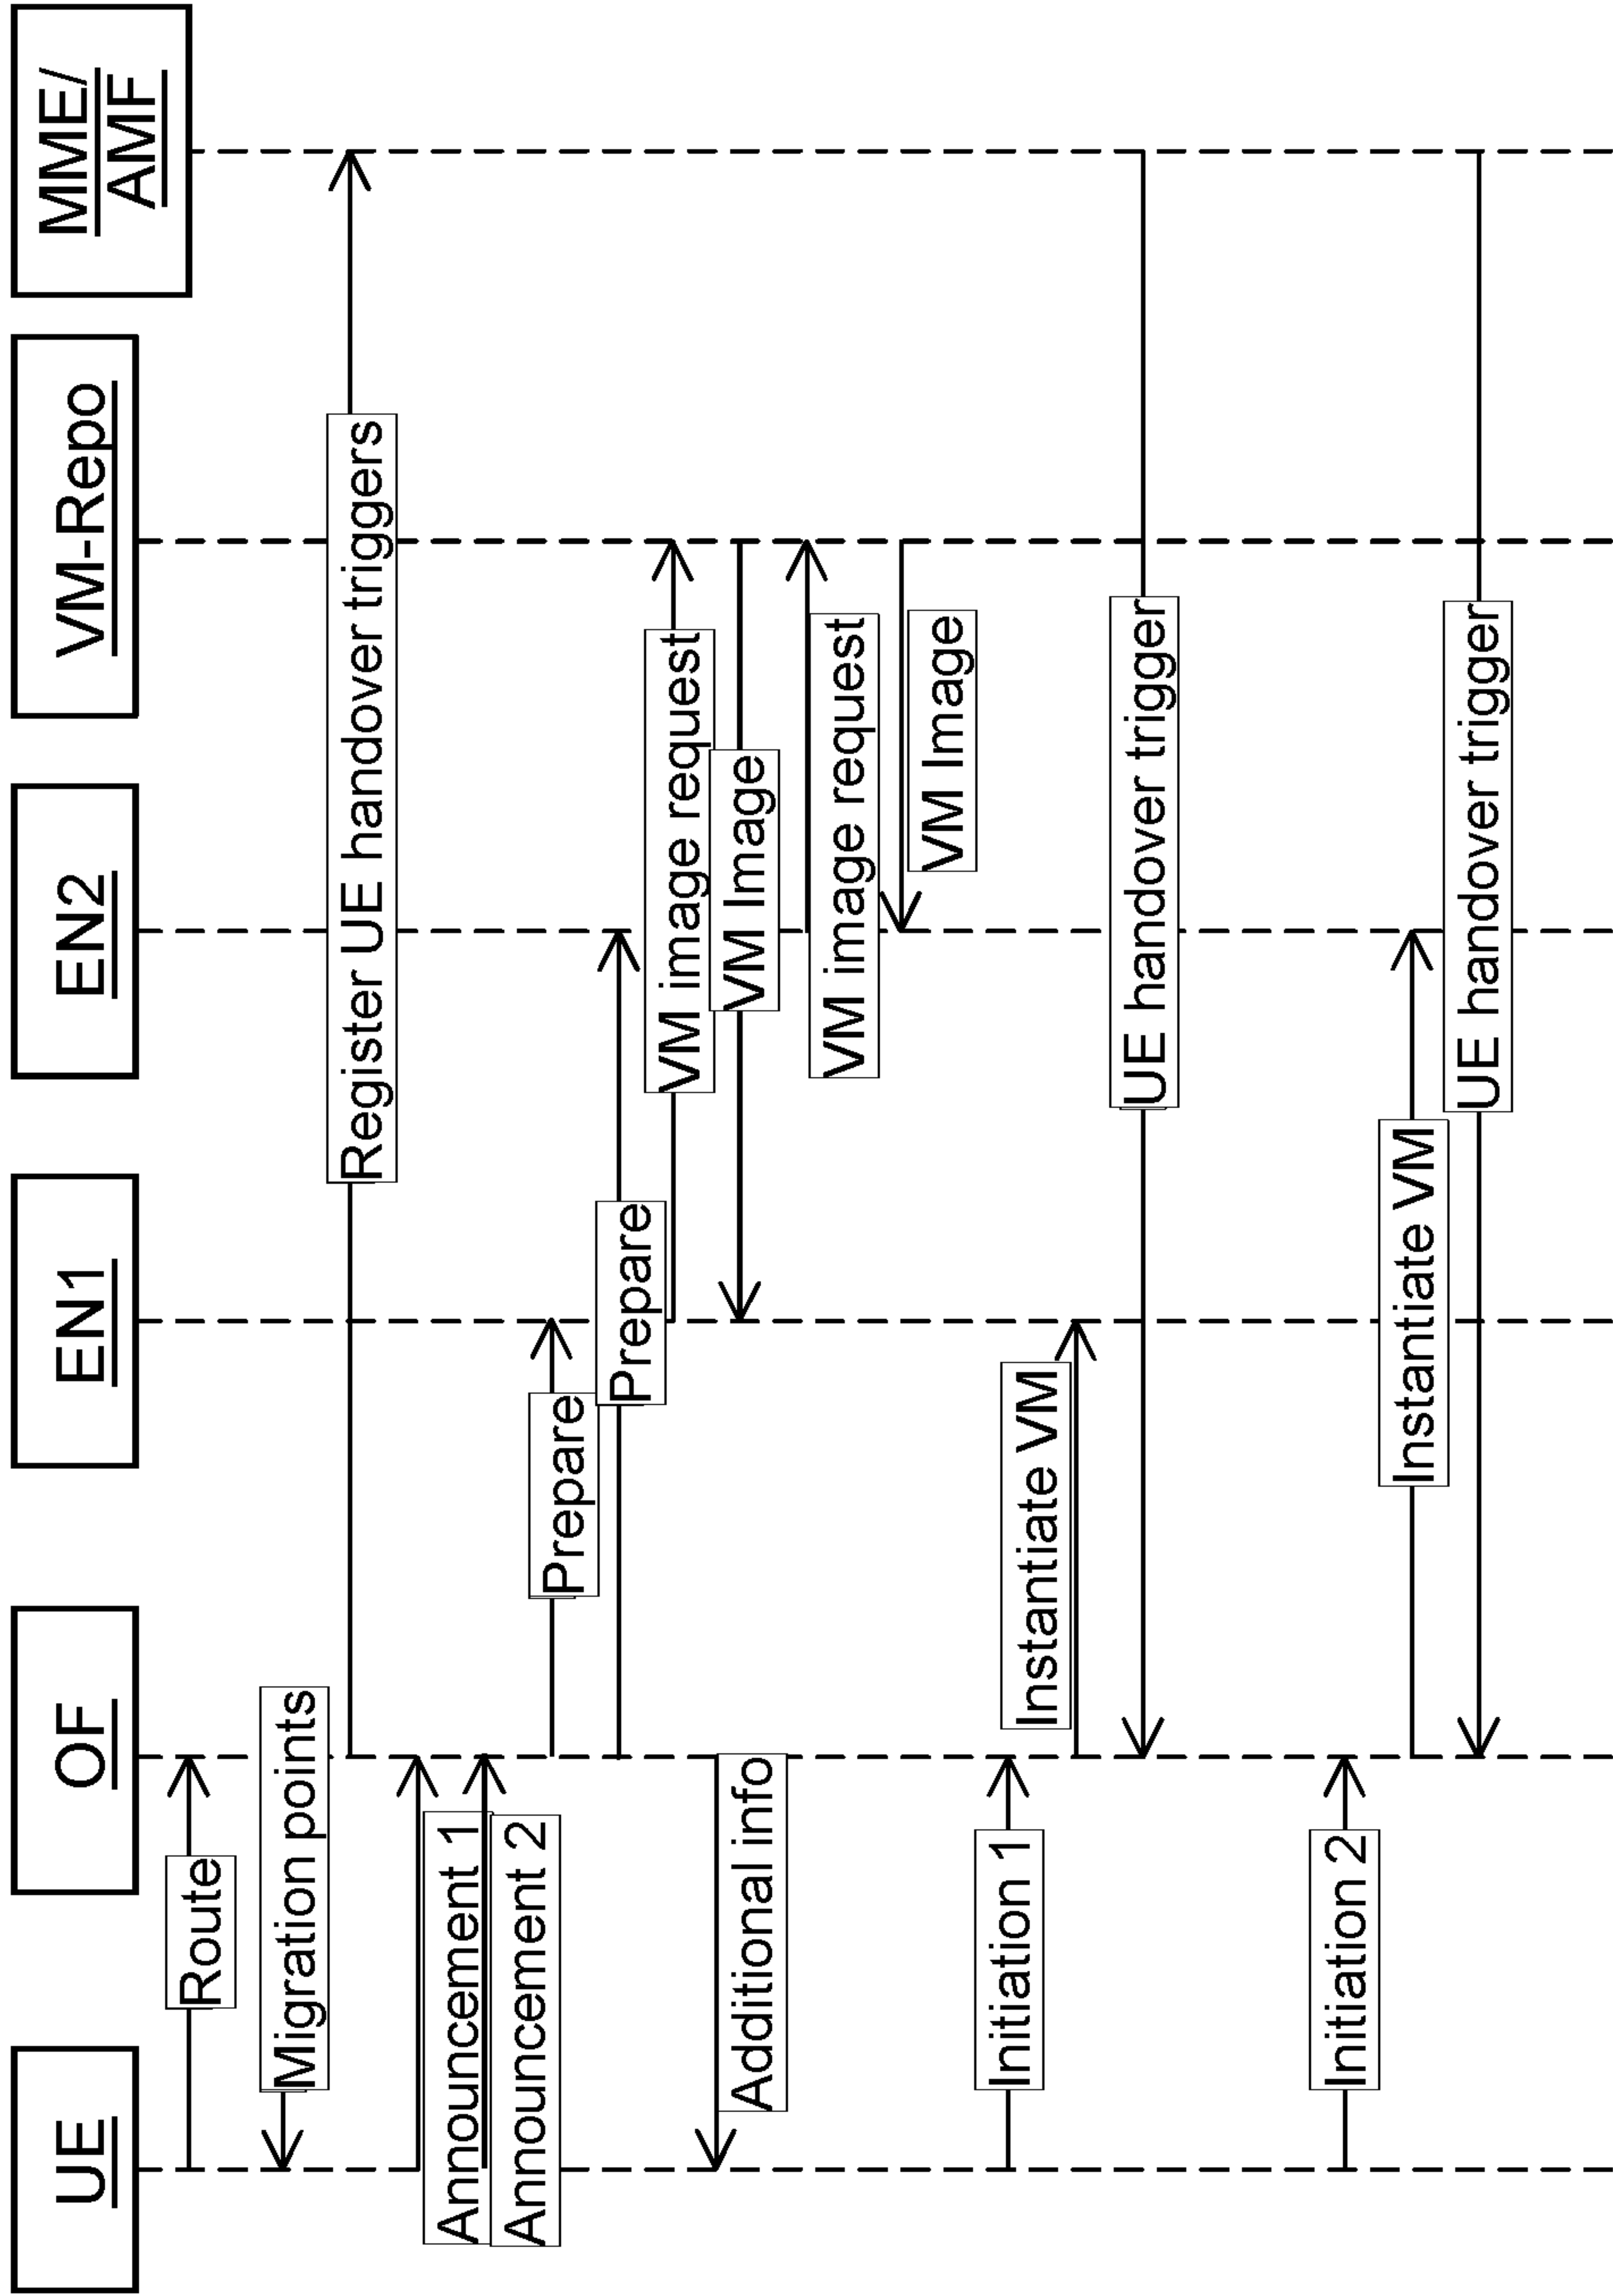 UE
OF
EN1
EN2
VM-Repo
MME/
AMF
Route
Migration points
Register UE handover triggers
Announcement 1
Announcement 2
Prepare
Prepare
VM image request
VM Image
Additional info
VM image request
VM Image
Initiation 1
Instantiate VM
UE handover trigger
Initiation 2
Instantiate VM
UE handover trigger